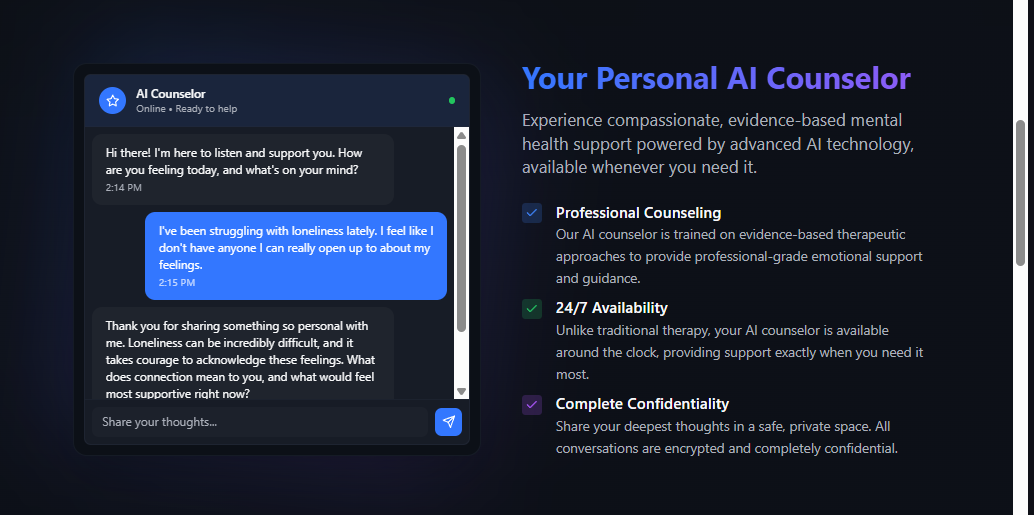 AI Counselor
Online • Ready to help
Hi there! I'm here to listen and support you. How
are you feeling today, and what's on your mind?
2:14 PM
I've been struggling with loneliness lately. I feel like I
don't have anyone I can really open up to about my
feelings.
2:15 PM
Thank you for sharing something so personal with
me. Loneliness can be incredibly difficult, and it
takes courage to acknowledge these feelings. What
does connection mean to you, and what would feel
most supportive right now?
Share your thoughts...
Your Personal AI Counselor
Experience compassionate, evidence-based mental
health support powered by advanced AI technology,
available whenever you need it.
Professional Counseling
Our AI counselor is trained on evidence-based therapeutic
approaches to provide professional-grade emotional support
and guidance.
24/7 Availability
Unlike traditional therapy, your AI counselor is available
around the clock, providing support exactly when you need it
most.
Complete Confidentiality
Share your deepest thoughts in a safe, private space. All
conversations are encrypted and completely confidential.